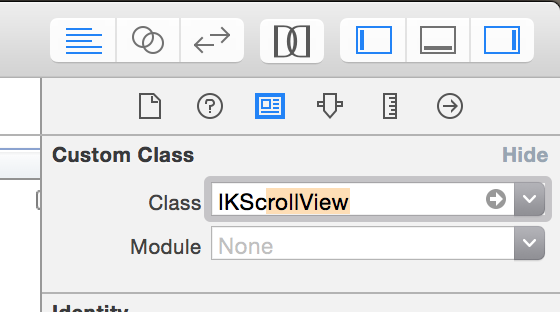 ?
Custom Class Hide
Class IKScrollView
Module None
Identity